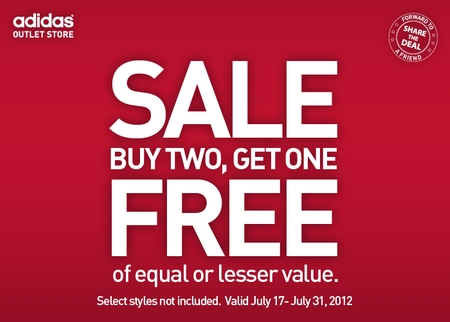 adidas
OUTLET STORE
FORWARD TO
SHARE
THE
DEAL
A FRIEND
SALE
BUY TWO, GET ONE
FREE
of equal or lesser value.
Select styles not included. Valid July 17- July 31, 2012